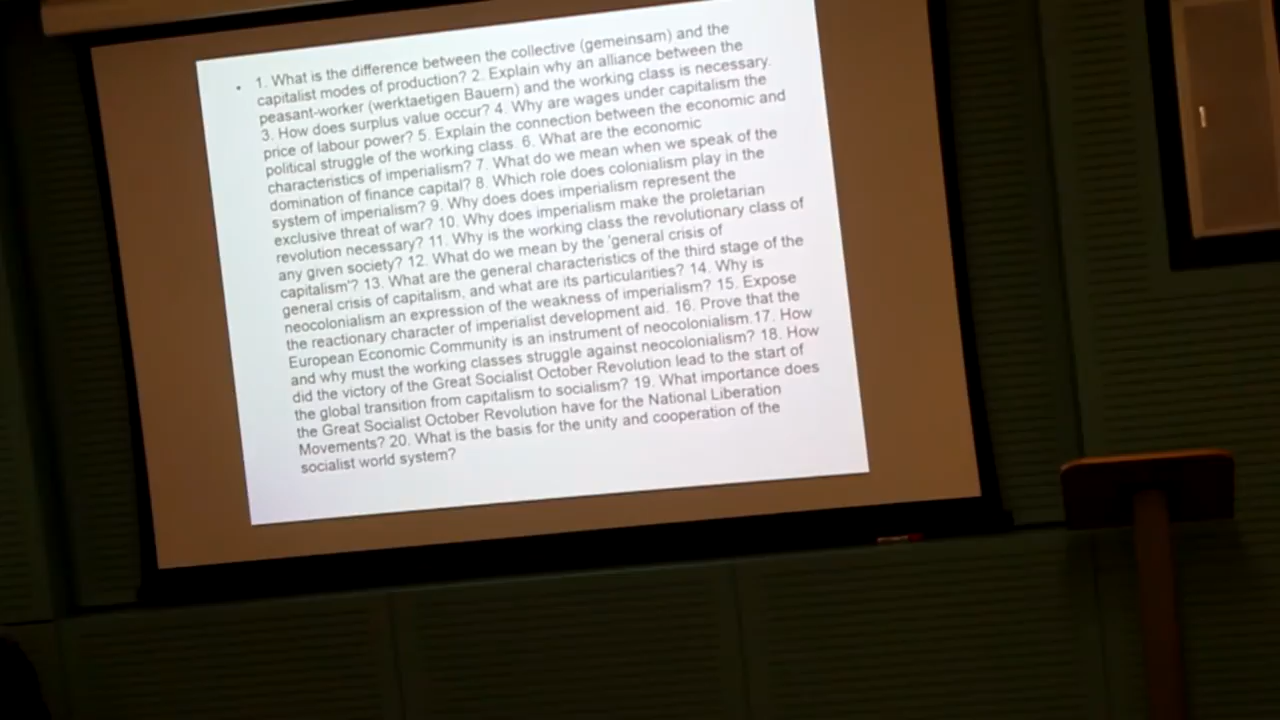 • 1. What is the difference between the collective (gemeinsam) and the
capitalist modes of production? 2. Explain why an alliance between the
peasant-worker (werktaetigen Bauern) and the working class is necessary.
3. How does surplus value occur? 4. Why are wages under capitalism the
price of labour power? 5. Explain the connection between the economic and
political struggle of the working class. 6. What are the economic
characteristics of imperialism? 7. What do we mean when we speak of the
domination of finance capital? 8. Which role does colonialism play in the
system of imperialism? 9. Why does does imperialism represent the
exclusive threat of war? 10. Why does imperialism make the proletarian
revolution necessary? 11. Why is the working class the revolutionary class of
any given society? 12. What do we mean by the 'general crisis of
capitalism'? 13. What are the general characteristics of the third stage of the
general crisis of capitalism, and what are its particularities? 14. Why is
neocolonialism an expression of the weakness of imperialism? 15. Expose
the reactionary character of imperialist development aid. 16. Prove that the
European Economic Community is an instrument of neocolonialism.17. How
and why must the working classes struggle against neocolonialism? 18. How
did the victory of the Great Socialist October Revolution lead to the start of
the global transition from capitalism to socialism? 19. What importance does
the Great Socialist October Revolution have for the National Liberation
Movements? 20. What is the basis for the unity and cooperation of the
socialist world system?